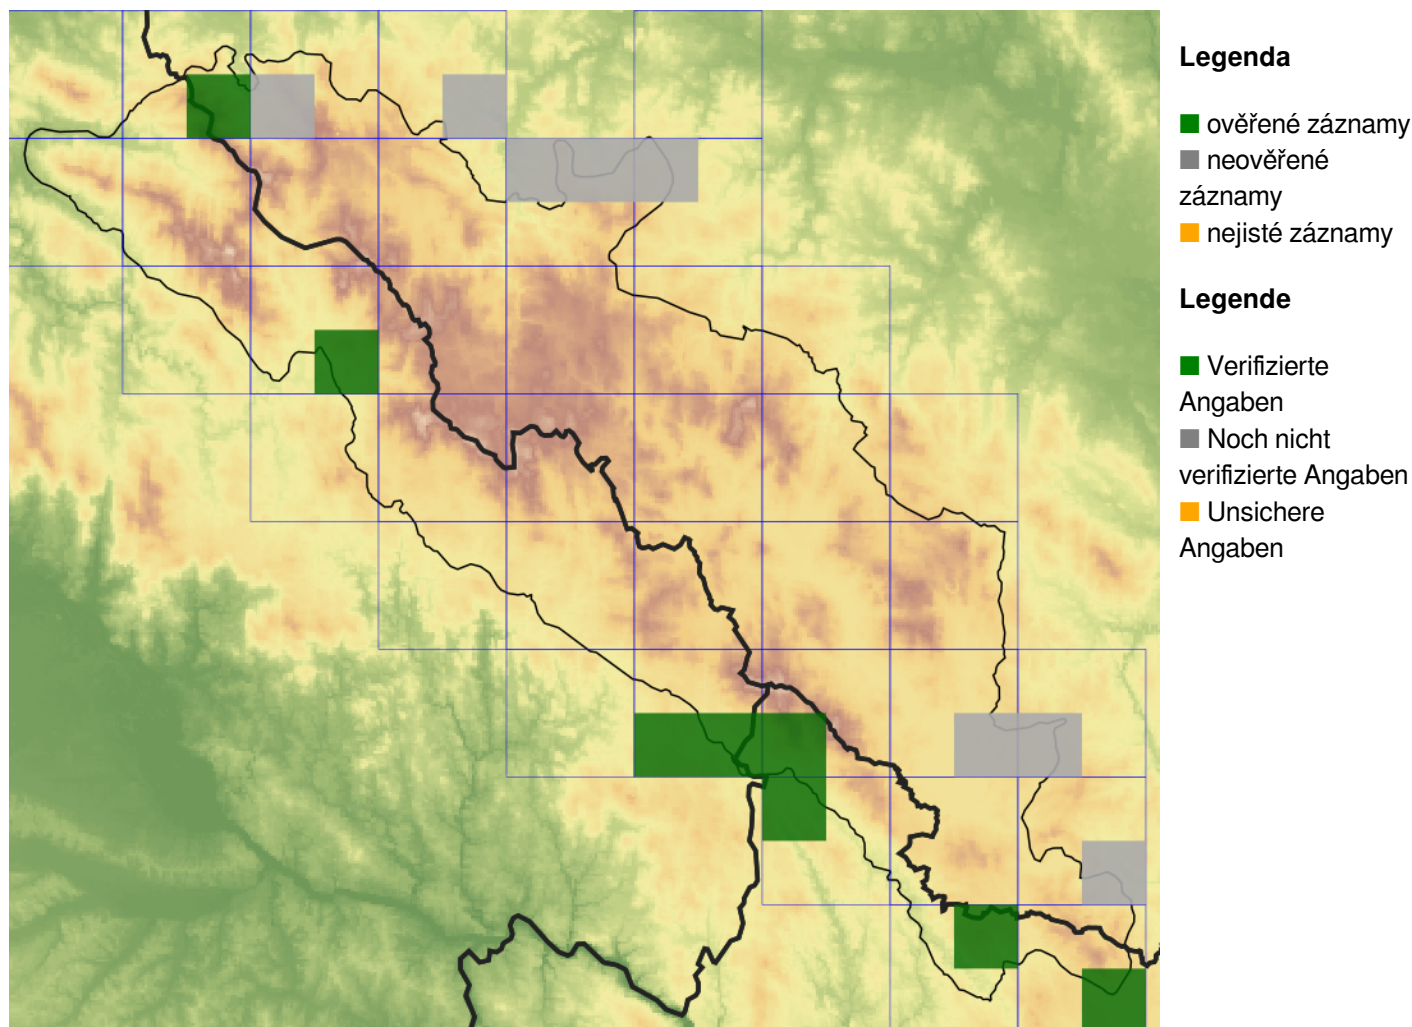 Legenda
ověřené záznamy
neověřené
záznamy
nejisté záznamy
Legende
Verifizierte
Angaben
Noch nicht
verifizierte Angaben
Unsichere
Angaben